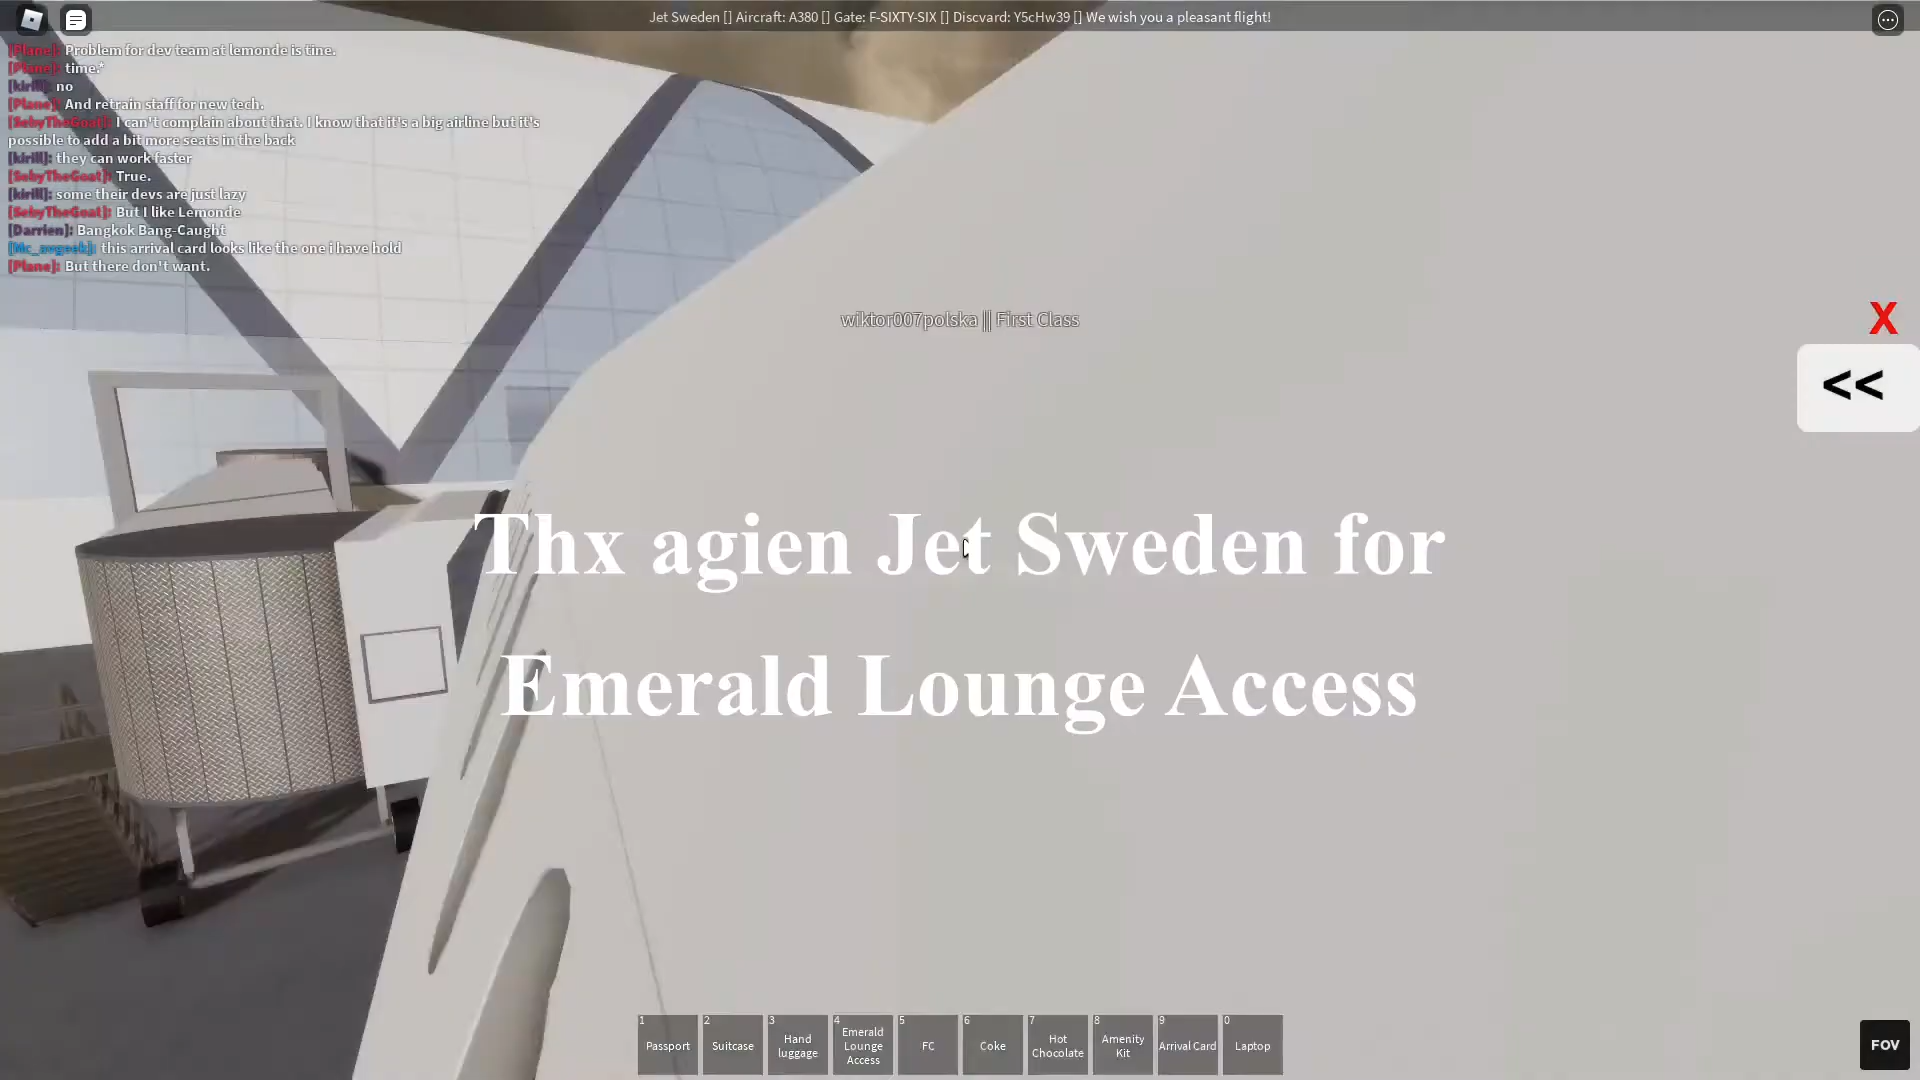 Jet Sweden [] Aircraft: A380 [] Gate: F-SIXTY-SIX [] Discvard: Y5cHw39 [] We wish you a pleasant flight!
[Plane]: Problem for dev team at lemonde is tine.
[Plane]: time.*
[kirill]: no
[Plane]: And retrain staff for new tech.
[SebyTheGoat]: I can't complain about that. I know that it's a big airline but it's
possible to add a bit more seats in the back
[kirill]: they can work faster
[SebyTheGoat]: True.
[kirill]: some their devs are just lazy
[SebyTheGoat]: But I like Lemonde
[Darrien]: Bangkok Bang-Caught
[Mc_avgeek]: this arrival card looks like the one i have hold
[Plane]: But there don't want.
wiktor007polska || First Class
X
<<
Thx agien Jet Sweden for
Emerald Lounge Access
1 Passport
2 Suitcase
3 Hand luggage
4 Emerald Lounge Access
5 FC
6 Coke
7 Hot Chocolate
8 Amenity Kit
9 Arrival Card
0 Laptop
FOV